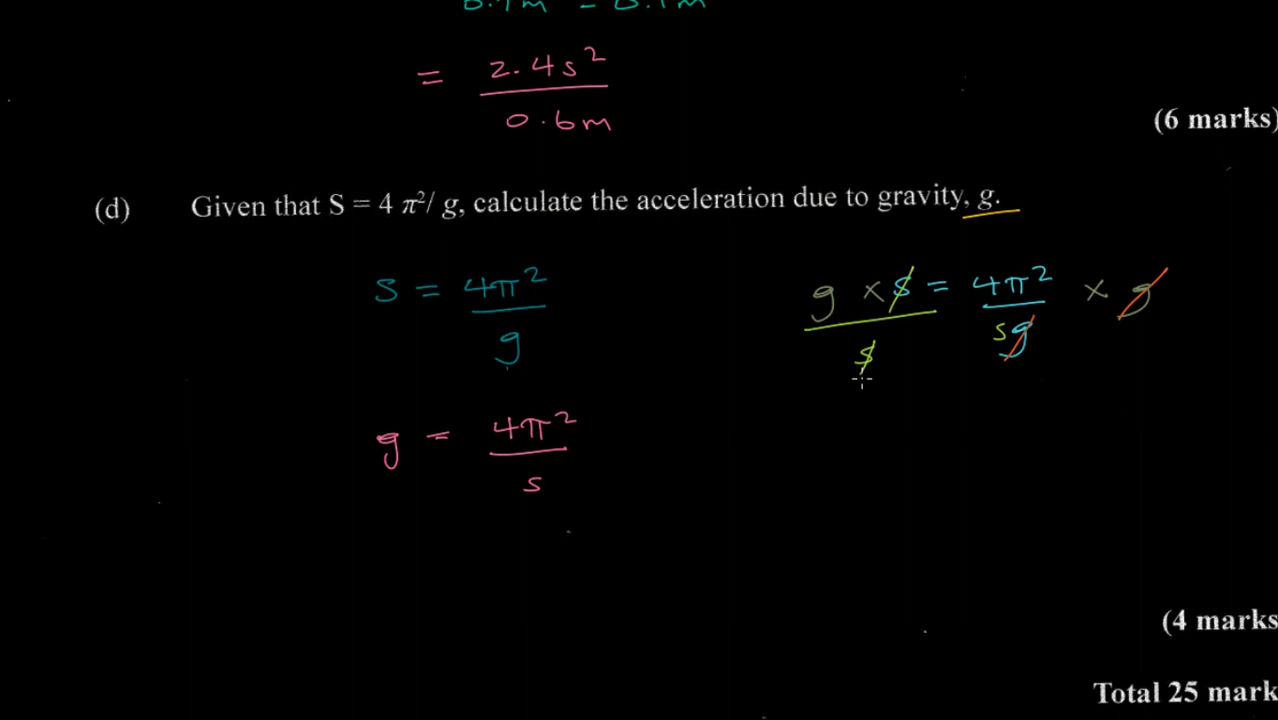 = 2.4s²
0.6m
(6 marks)
(d) Given that S = 4 π²/ g, calculate the acceleration due to gravity, g.
s = 4π²
g
g × s = 4π² × g
s sg
g = 4π²
s
(4 marks
Total 25 mark